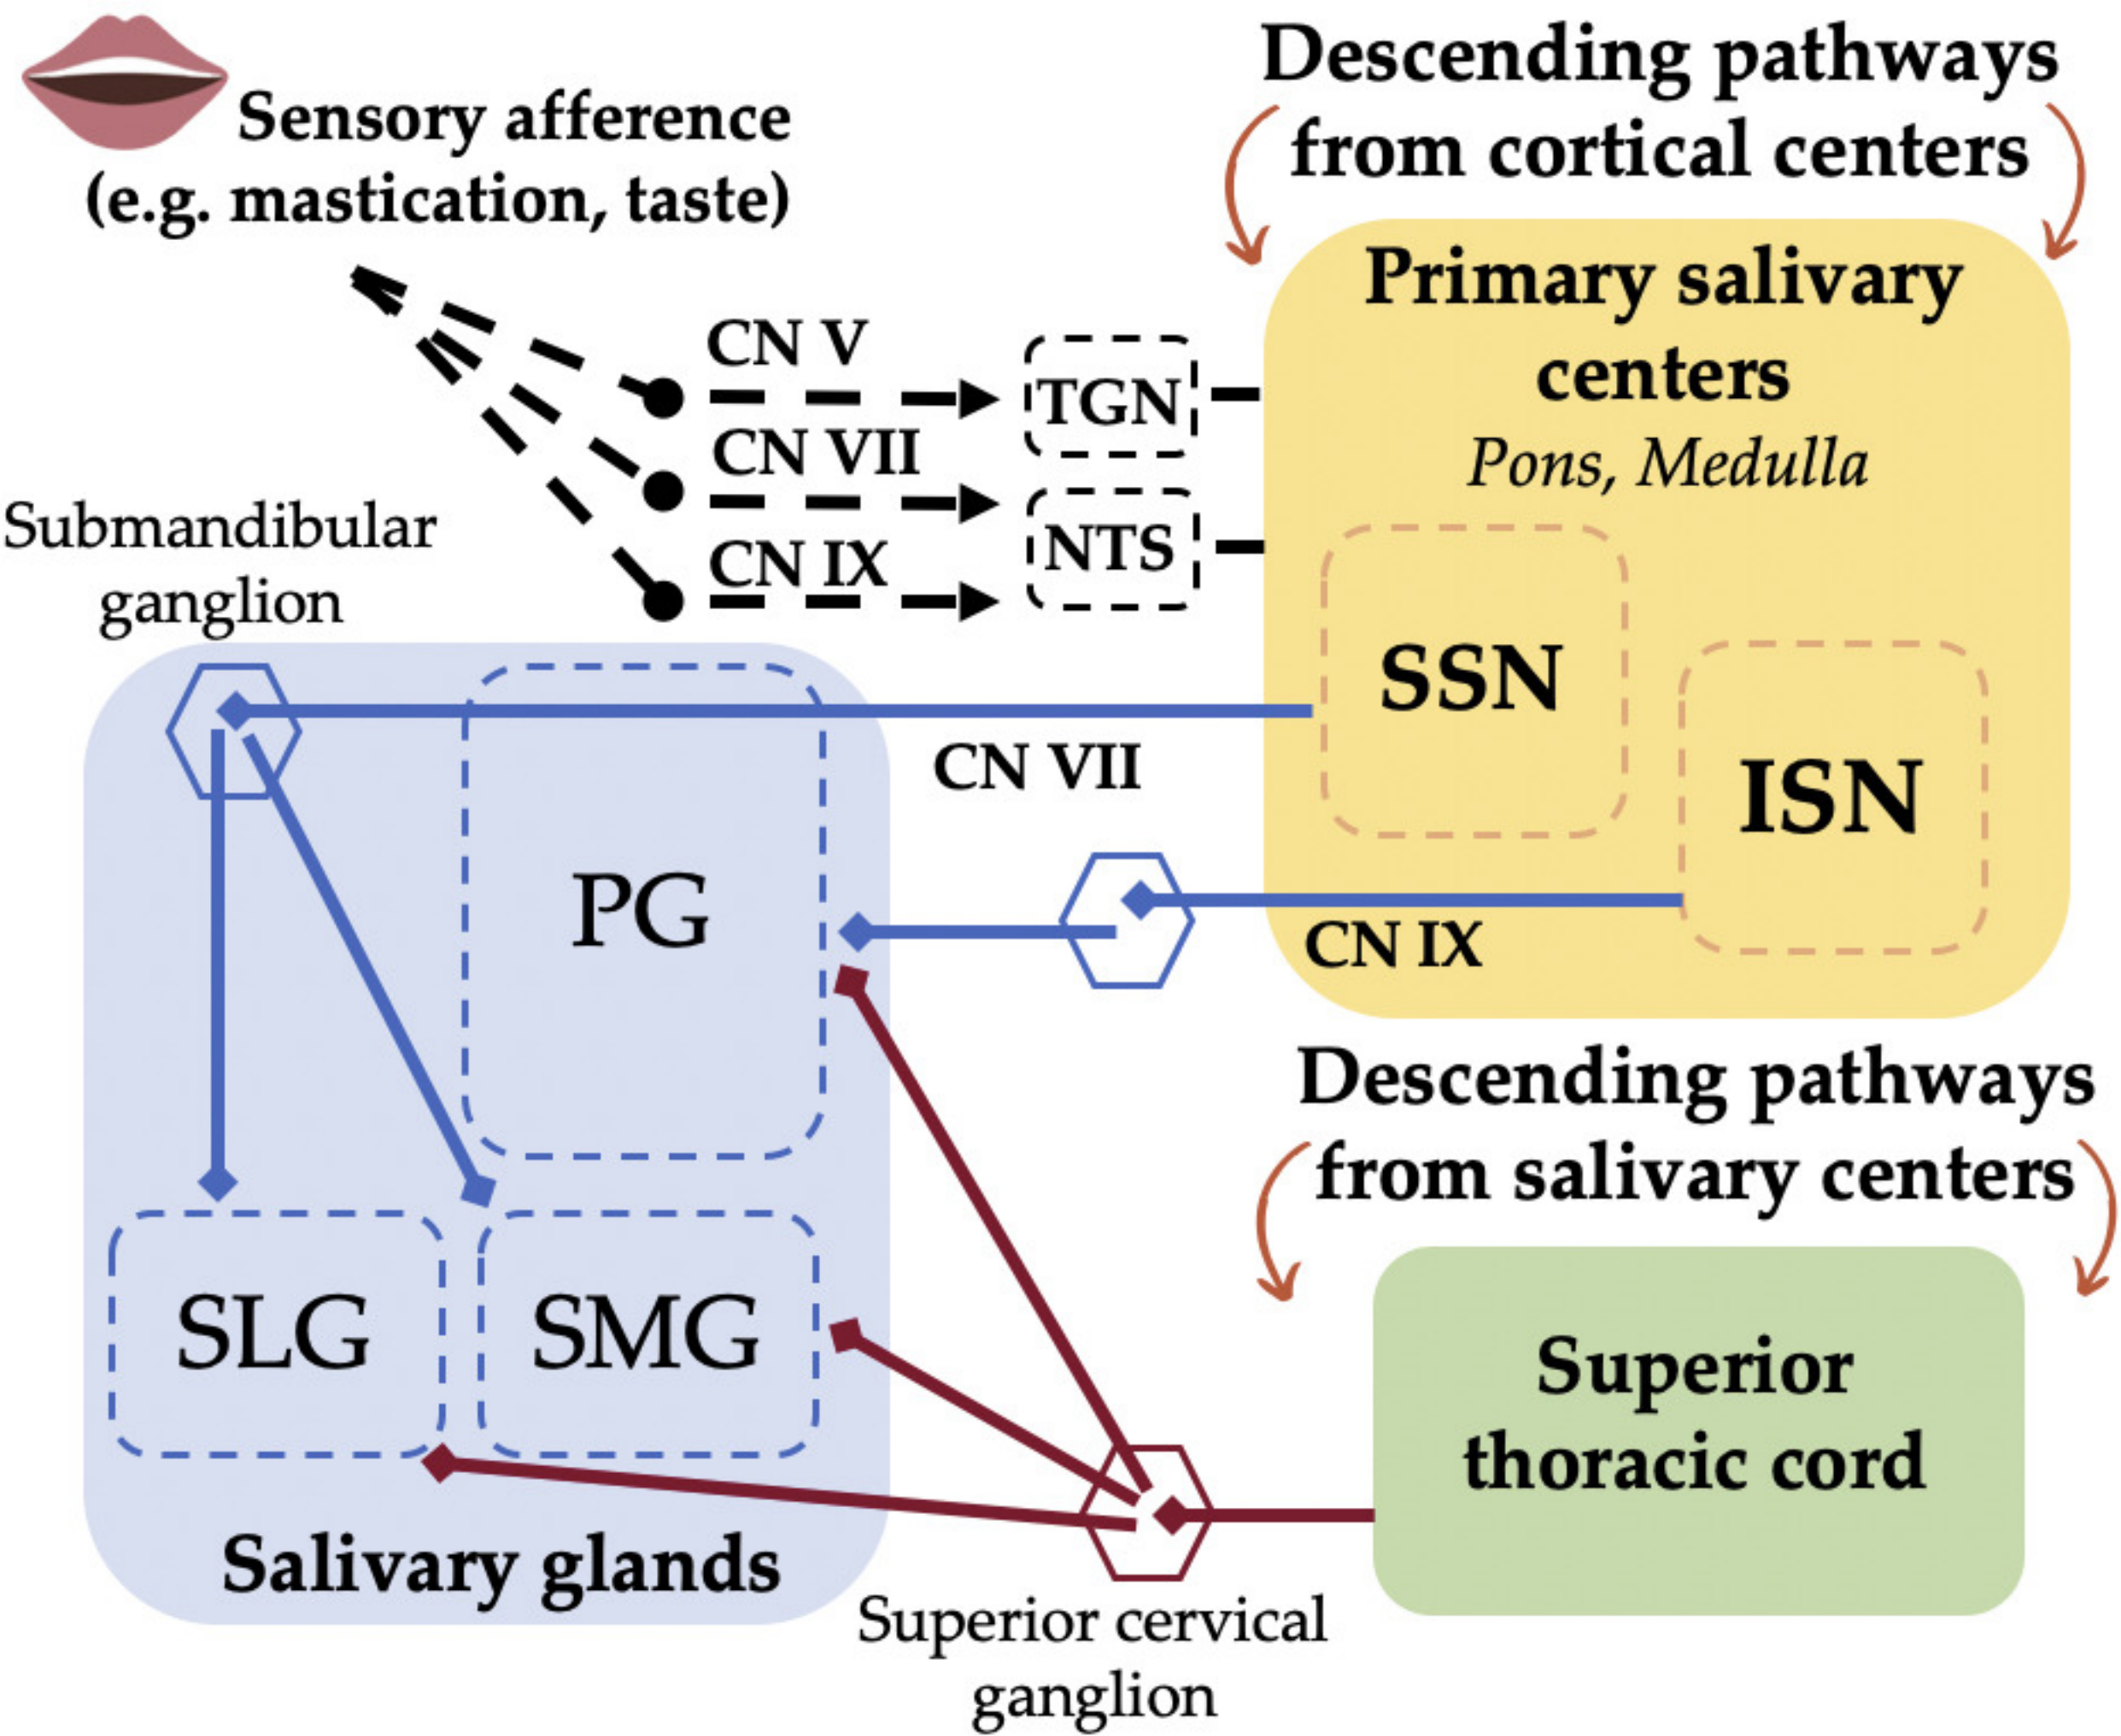 Sensory afference
(e.g. mastication, taste)
Descending pathways
from cortical centers
Primary salivary
centers
Pons, Medulla
CN V
TGN
CN VII
NTS
CN IX
Submandibular
ganglion
SSN
ISN
CN VII
PG
CN IX
Descending pathways
from salivary centers
SLG
SMG
Superior
thoracic cord
Salivary glands
Superior cervical
ganglion